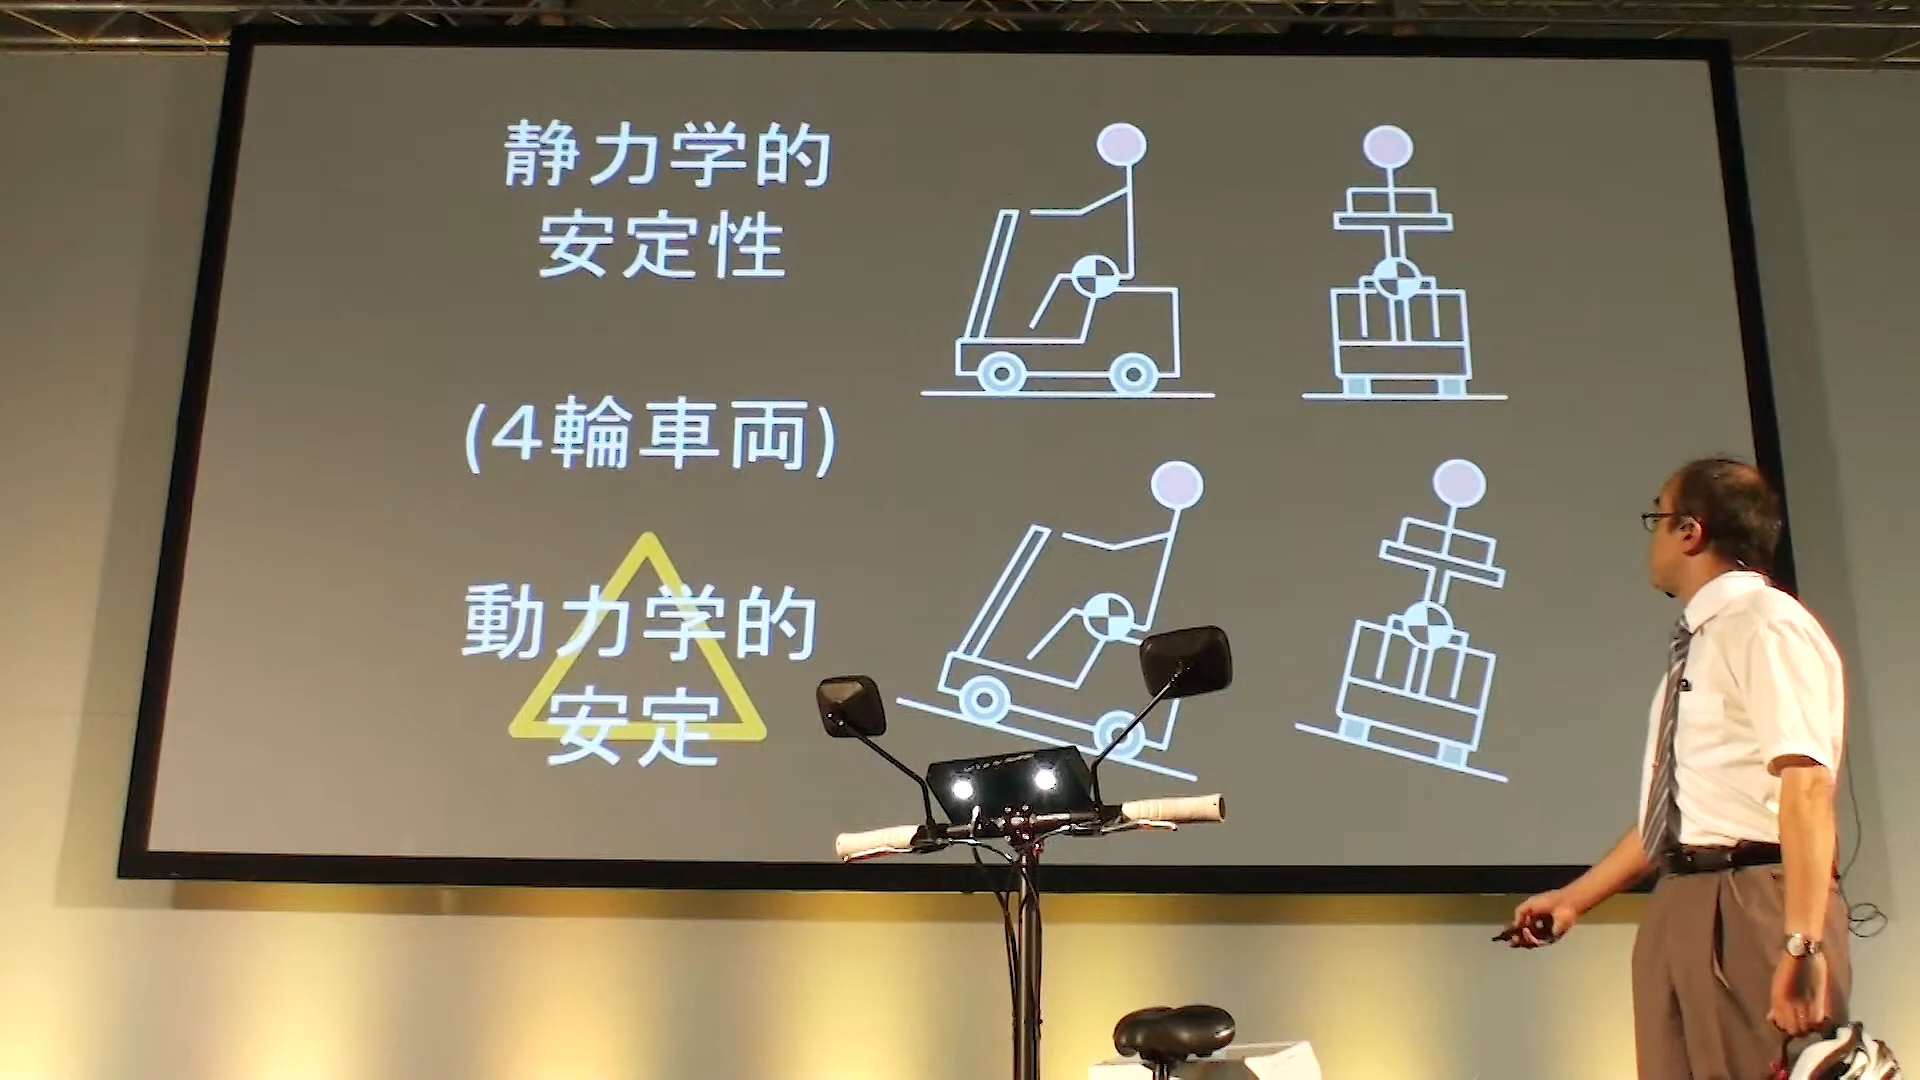 静力学的
安定性
(4輪車両)
動力学的
安定